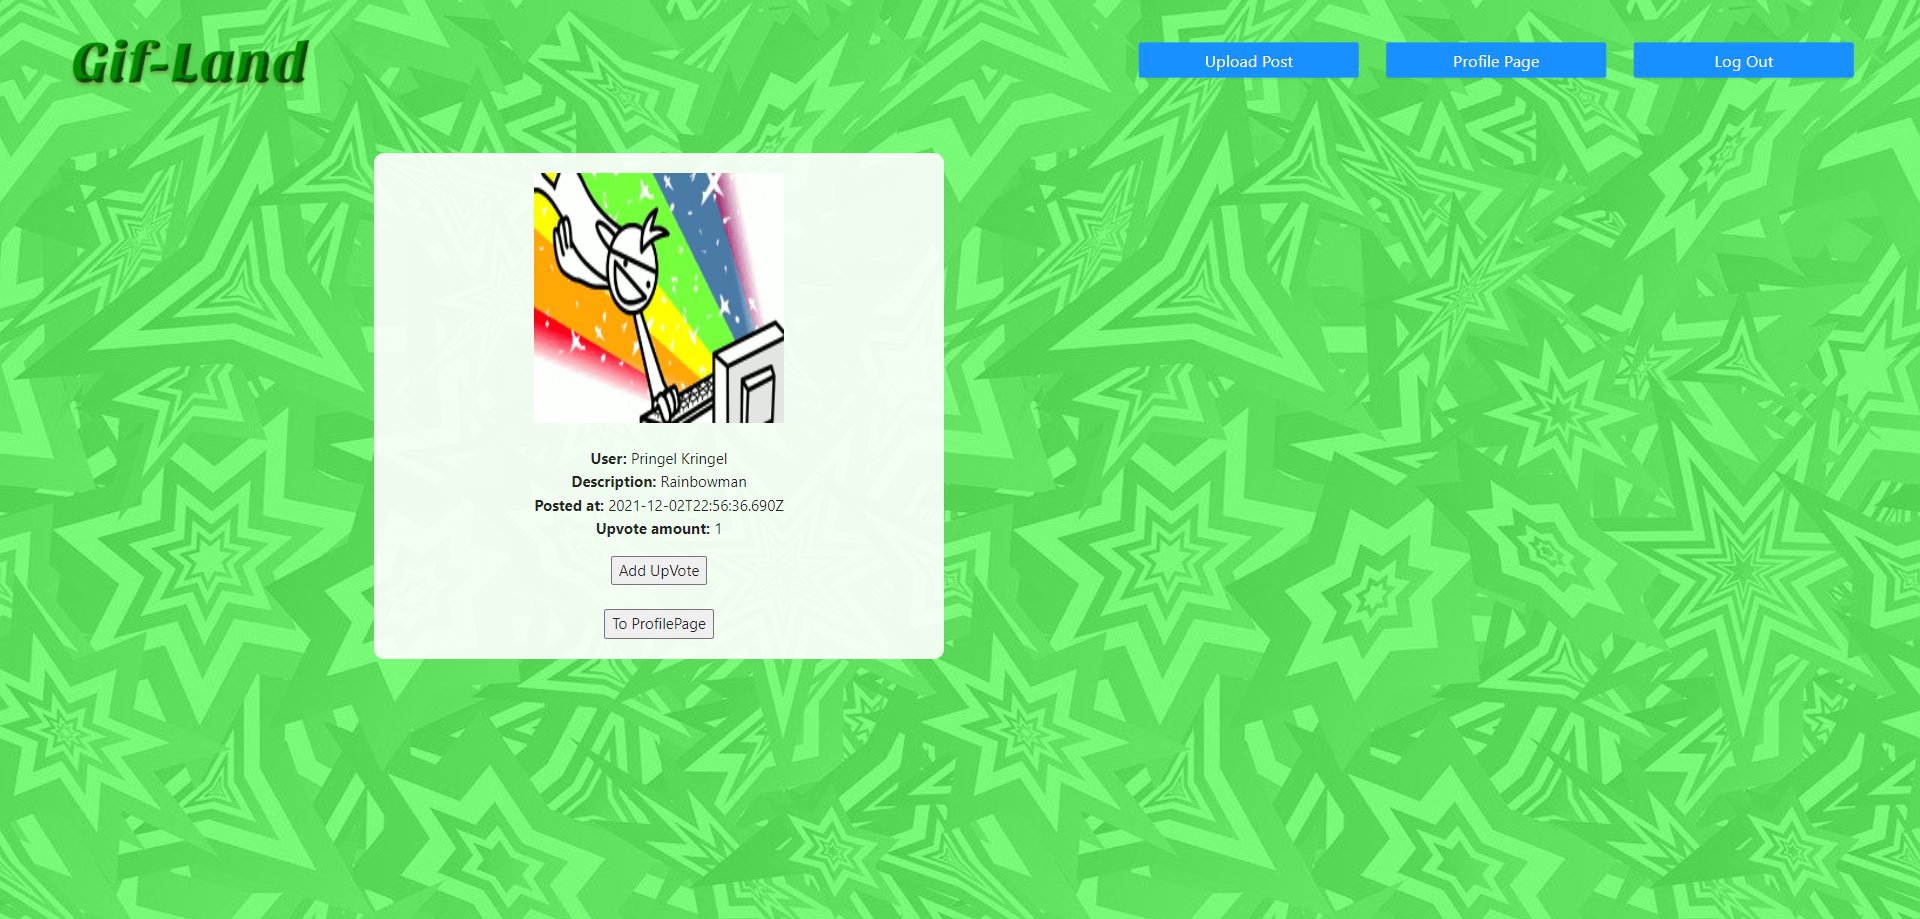 Gif-Land
Upload Post
Profile Page
Log Out
User: Pringel Kringel
Description: Rainbowman
Posted at: 2021-12-02T22:56:36.690Z
Upvote amount: 1
Add UpVote
To ProfilePage